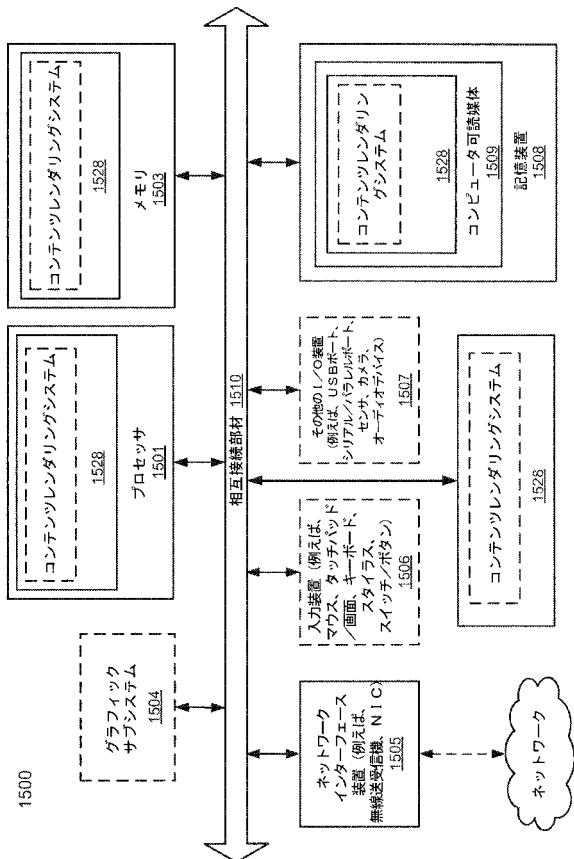 1500
グラフィック
サブシステム
1504
コンテンツレンダリングシステム
1528
プロセッサ
1501
コンテンツレンダリングシステム
1528
メモリ
1503
相互接続部材 1510
ネットワーク
インターフェース
装置（例えば、
無線送受信機、NIC）
1505
入力装置（例えば、
マウス、タッチパッド
／画面、キーボード、
スタイラス、
スイッチ／ボタン）
1506
その他のI／O装置
（例えば、USBポート、
シリアル／パラレルポート、
センサ、カメラ、
オーディオデバイス）
1507
コンテンツレンダリン
グシステム
1528
コンピュータ可読媒体
1509
記憶装置
1508
ネットワーク
コンテンツレンダリングシステム
1528